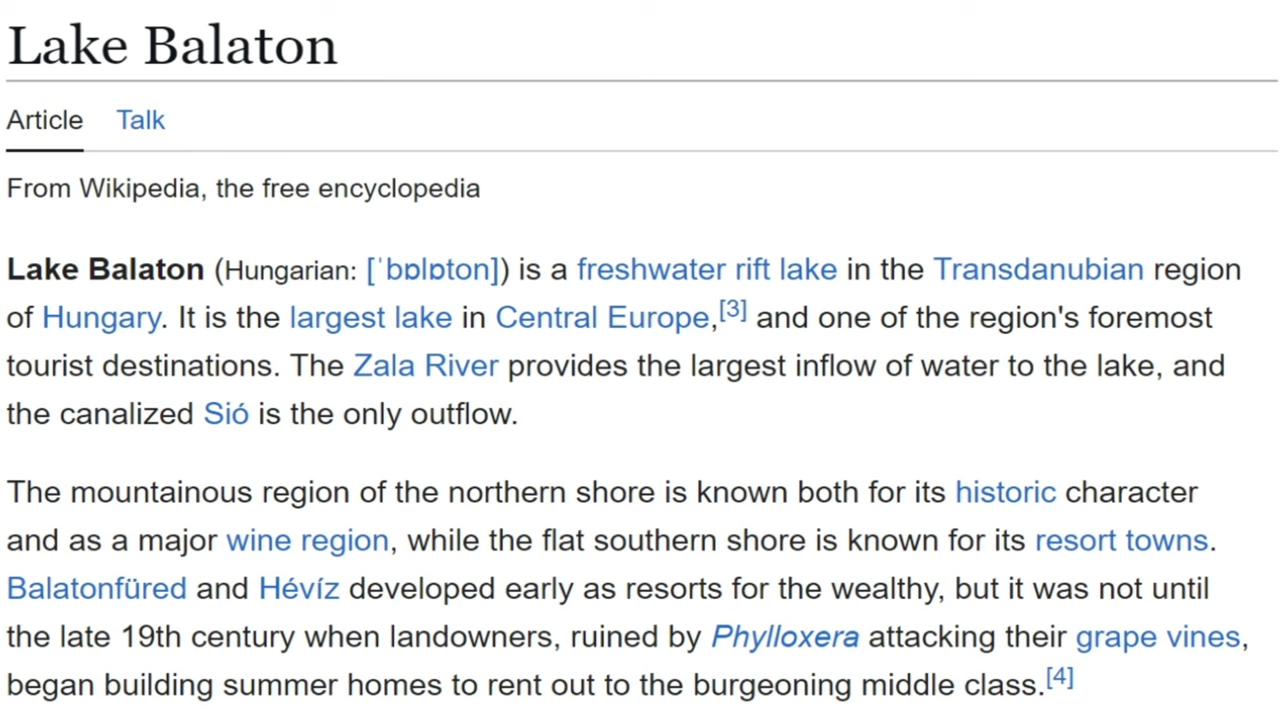 Lake Balaton
Article Talk
From Wikipedia, the free encyclopedia
Lake Balaton (Hungarian: [ˈbɒlɒton]) is a freshwater rift lake in the Transdanubian region
of Hungary. It is the largest lake in Central Europe,[3] and one of the region's foremost
tourist destinations. The Zala River provides the largest inflow of water to the lake, and
the canalized Sió is the only outflow.
The mountainous region of the northern shore is known both for its historic character
and as a major wine region, while the flat southern shore is known for its resort towns.
Balatonfüred and Hévíz developed early as resorts for the wealthy, but it was not until
the late 19th century when landowners, ruined by Phylloxera attacking their grape vines,
began building summer homes to rent out to the burgeoning middle class.[4]